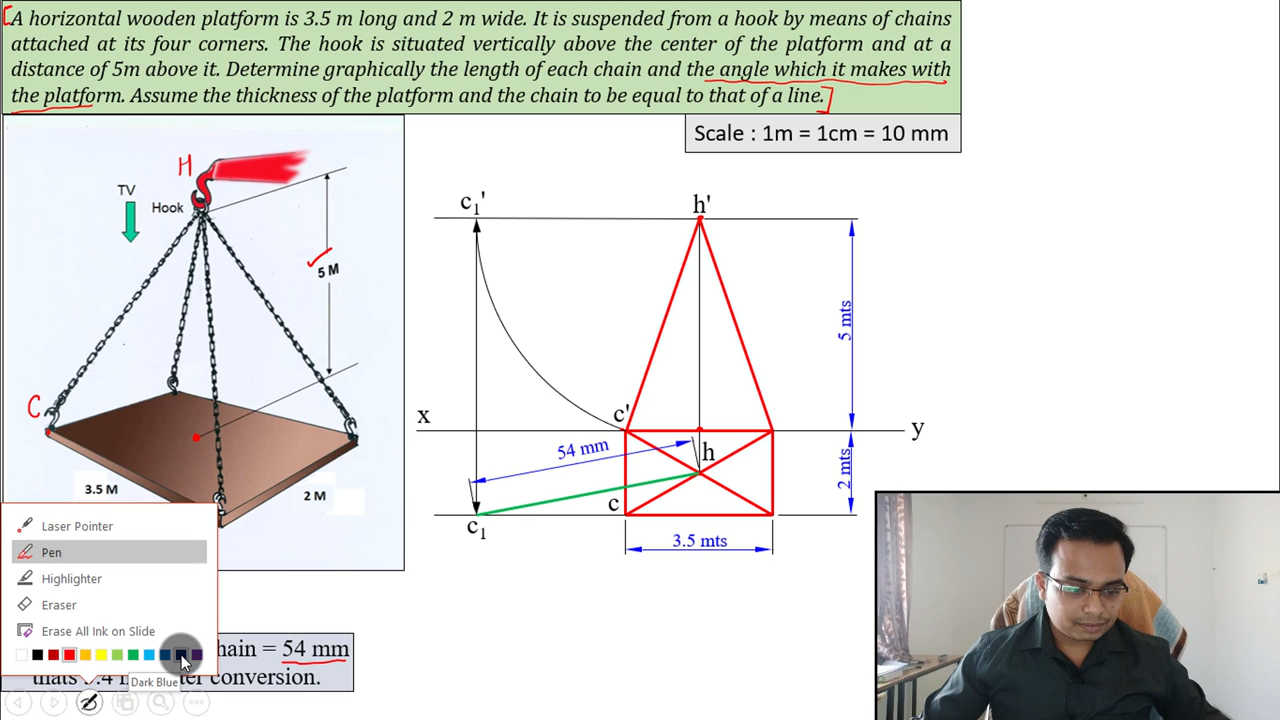 A horizontal wooden platform is 3.5 m long and 2 m wide. It is suspended from a hook by means of chains
attached at its four corners. The hook is situated vertically above the center of the platform and at a
distance of 5m above it. Determine graphically the length of each chain and the angle which it makes with
the platform. Assume the thickness of the platform and the chain to be equal to that of a line.
Scale : 1m = 1cm = 10 mm
H
TV
Hook
5 M
C
3.5 M
2 M
c₁'
h'
5 mts
x
c'
y
54 mm
h
2 mts
c
c₁
3.5 mts
Laser Pointer
Pen
Highlighter
Eraser
Erase All Ink on Slide
Dark Blue
hain = 54 mm
conversion.